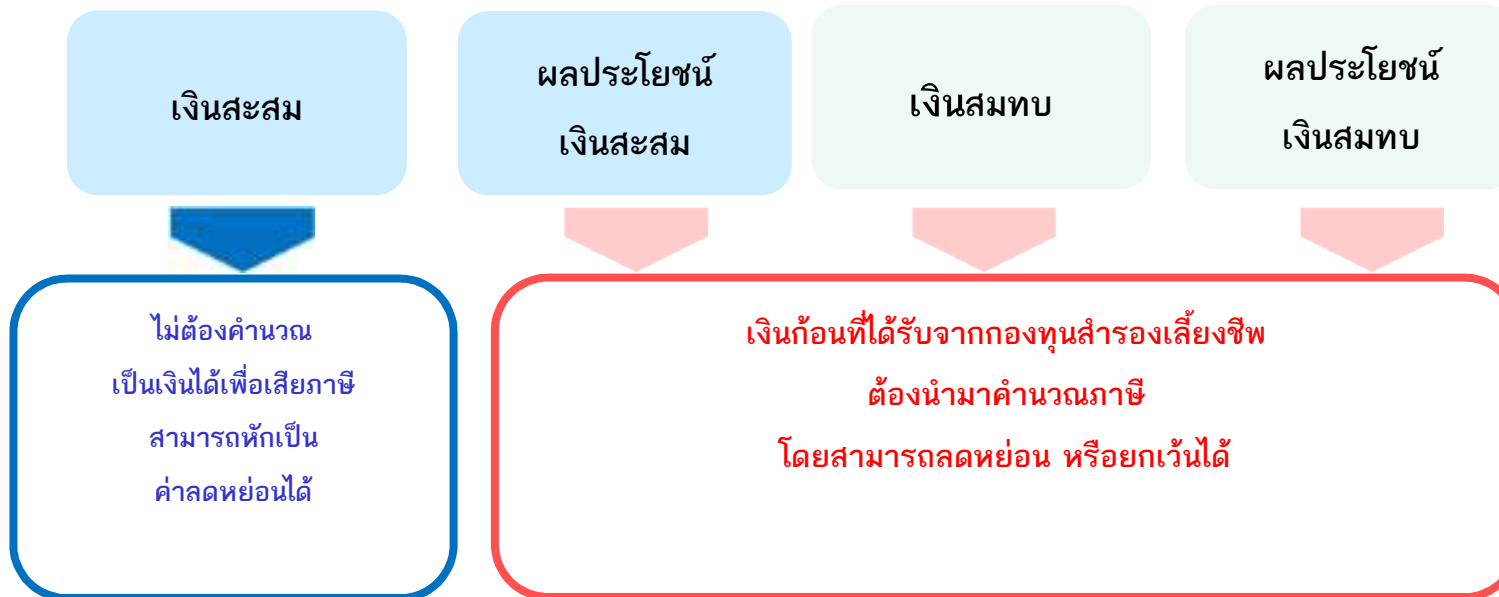 เงินสะสม
ผลประโยชน์
เงินสะสม
เงินสมทบ
ผลประโยชน์
เงินสมทบ
ไม่ต้องคำนวณ
เป็นเงินได้เพื่อเสียภาษี
สามารถหักเป็น
ค่าลดหย่อนได้
เงินก้อนที่ได้รับจากกองทุนสำรองเลี้ยงชีพ
ต้องนำมาคำนวณภาษี
โดยสามารถลดหย่อน หรือยกเว้นได้